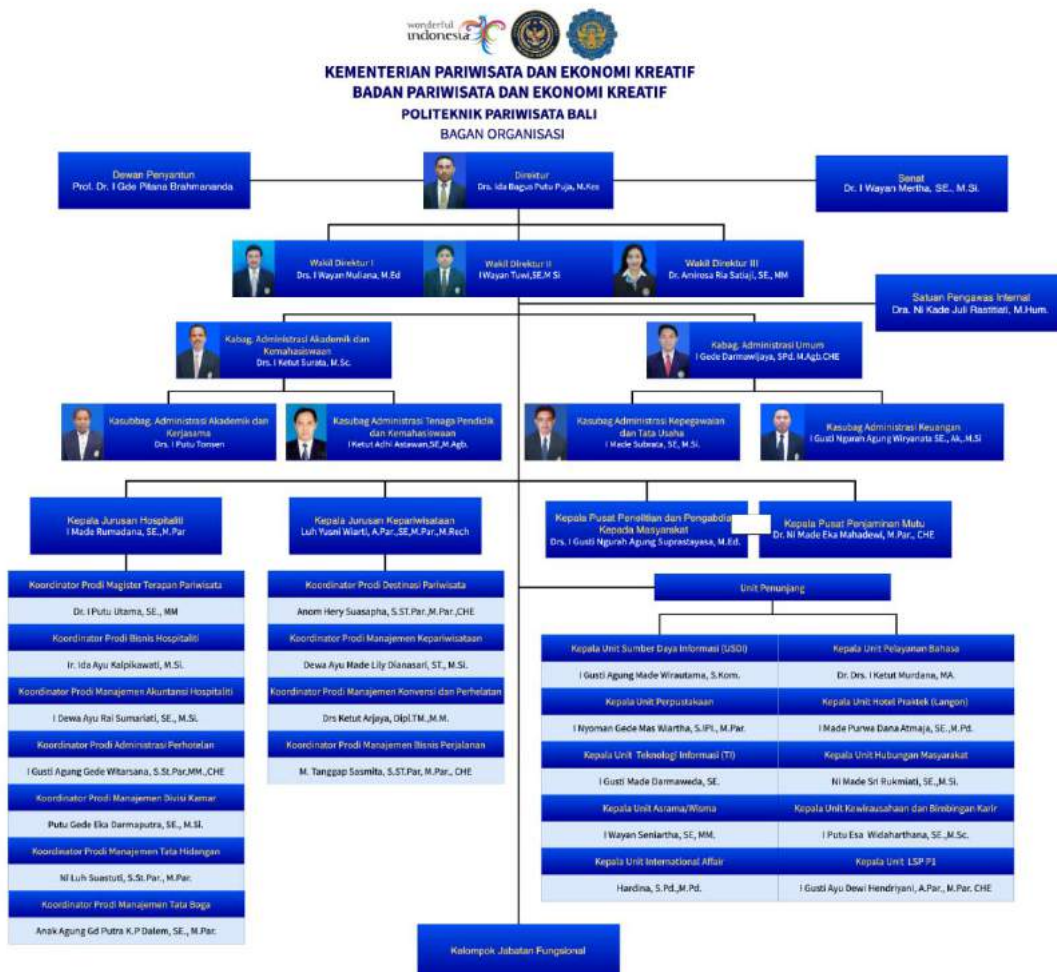 wonderful
indonesia
KEMENTERIAN PARIWISATA DAN EKONOMI KREATIF
BADAN PARIWISATA DAN EKONOMI KREATIF
POLITEKNIK PARIWISATA BALI
BAGAN ORGANISASI
Dewan Penyantun
Prof. Dr. I Gde Pitana Brahmananda
Direktur
Drs. Ida Bagus Putu Puja, M.Kes
Senat
Dr. I Wayan Mertha, SE., M.Si.
Wakil Direktur I
Drs. I Wayan Muliana, M.Ed
Wakil Direktur II
I Wayan Tuwi,SE.M Si
Wakil Direktur III
Dr. Amirosa Ria Satiaji, SE., MM
Satuan Pengawas Internal
Dra. Ni Kade Juli Rastitiati, M.Hum.
Kabag. Administrasi Akademik dan
Kemahasiswaan
Drs. I Ketut Surata, M.Sc.
Kabag. Administrasi Umum
I Gede Darmawijaya, SPd. M.Agb.CHE
Kasubbag. Administrasi Akademik dan
Kerjasama
Drs. I Putu Tonsen
Kasubag Administrasi Tenaga Pendidik
dan Kemahasiswaan
I Ketut Adhi Astawan,SE,M.Agb.
Kasubag Administrasi Kepegawaian
dan Tata Usaha
I Made Subrata, SE, M.Si.
Kasubag Administrasi Keuangan
I Gusti Ngurah Agung Wiryanata SE., Ak,.M.Si
Kepala Jurusan Hospitaliti
I Made Rumadana, SE.,M.Par
Kepala Jurusan Kepariwisataan
Luh Yusni Wiarti, A.Par.,SE,M.Par.,M.Rech
Kepala Pusat Penelitian dan Pengabdia
Kepada Masyarakat
Drs. I Gusti Ngurah Agung Suprastayasa, M.Ed.
Kepala Pusat Penjaminan Mutu
Dr. Ni Made Eka Mahadewi, M.Par., CHE
Koordinator Prodi Magister Terapan Pariwisata
Dr. I Putu Utama, SE., MM
Koordinator Prodi Bisnis Hospitaliti
Ir. Ida Ayu Kalpikawati, M.Si.
Koordinator Prodi Manajemen Akuntansi Hospitaliti
I Dewa Ayu Rai Sumariati, SE., M.Si.
Koordinator Prodi Administrasi Perhotelan
I Gusti Agung Gede Witarsana, S.St.Par,MM.,CHE
Koordinator Prodi Manajemen Divisi Kamar
Putu Gede Eka Darmaputra, SE., M.Si.
Koordinator Prodi Manajemen Tata Hidangan
Ni Luh Suastuti, S.St.Par., M.Par.
Koordinator Prodi Manajemen Tata Boga
Anak Agung Gd Putra K.P Dalem, SE., M.Par.
Koordinator Prodi Destinasi Pariwisata
Anom Hery Suasapha, S.ST.Par.,M.Par.,CHE
Koordinator Prodi Manajemen Kepariwisataan
Dewa Ayu Made Lily Dianasari, ST., M.Si.
Koordinator Prodi Manajemen Konvensi dan Perhelatan
Drs Ketut Arjaya, Dipl.TM.,M.M.
Koordinator Prodi Manajemen Bisnis Perjalanan
M. Tanggap Sasmita, S.ST.Par, M.Par., CHE
Unit Penunjang
Kepala Unit Sumber Daya Informasi (USDI)
I Gusti Agung Made Wirautama, S.Kom.
Kepala Unit Perpustakaan
I Nyoman Gede Mas Wiartha, S.IPI., M.Par.
Kepala Unit Teknologi Informasi (TI)
I Gusti Made Darmaweda, SE.
Kepala Unit Asrama/Wisma
I Wayan Seniartha, SE, MM.
Kepala Unit International Affair
Hardina, S.Pd.,M.Pd.
Kepala Unit Pelayanan Bahasa
Dr. Drs. I Ketut Murdana, MA.
Kepala Unit Hotel Praktek (Langon)
I Made Purwa Dana Atmaja, SE.,M.Pd.
Kepala Unit Hubungan Masyarakat
Ni Made Sri Rukmiati, SE.,M.Si.
Kepala Unit Kewirausahaan dan Bimbingan Karir
I Putu Esa Widaharthana, SE.,M.Sc.
Kepala Unit LSP P1
I Gusti Ayu Dewi Hendriyani, A.Par., M.Par. CHE
Kelompok Jabatan Fungsional